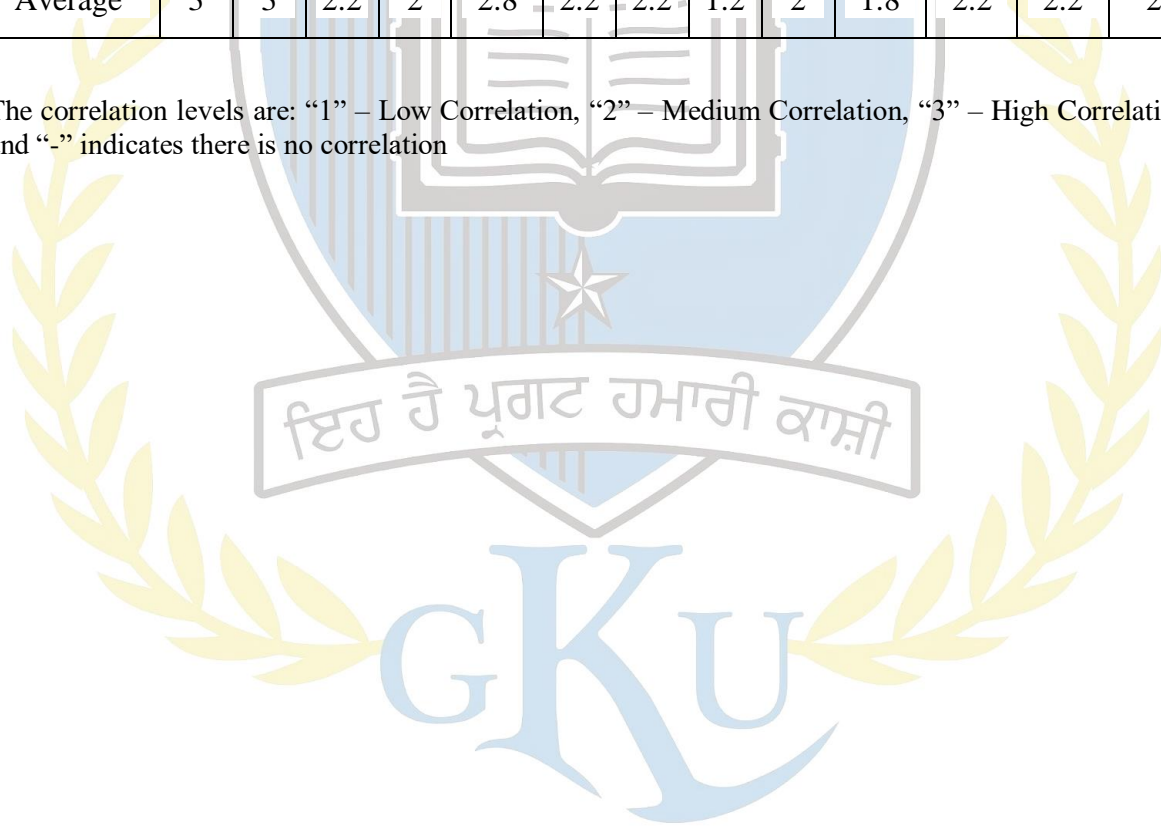 Average 3 3 2.2 2 2.8 2.2 2.2 1.2 2 1.8 2.2 2.2 2
The correlation levels are: “1” – Low Correlation, “2” – Medium Correlation, “3” – High Correlati
nd “-” indicates there is no correlation
ਇਹ ਹੈ ਪ੍ਰਗਟ ਹਮਾਰੀ ਕਾਸ਼ੀ
GKU